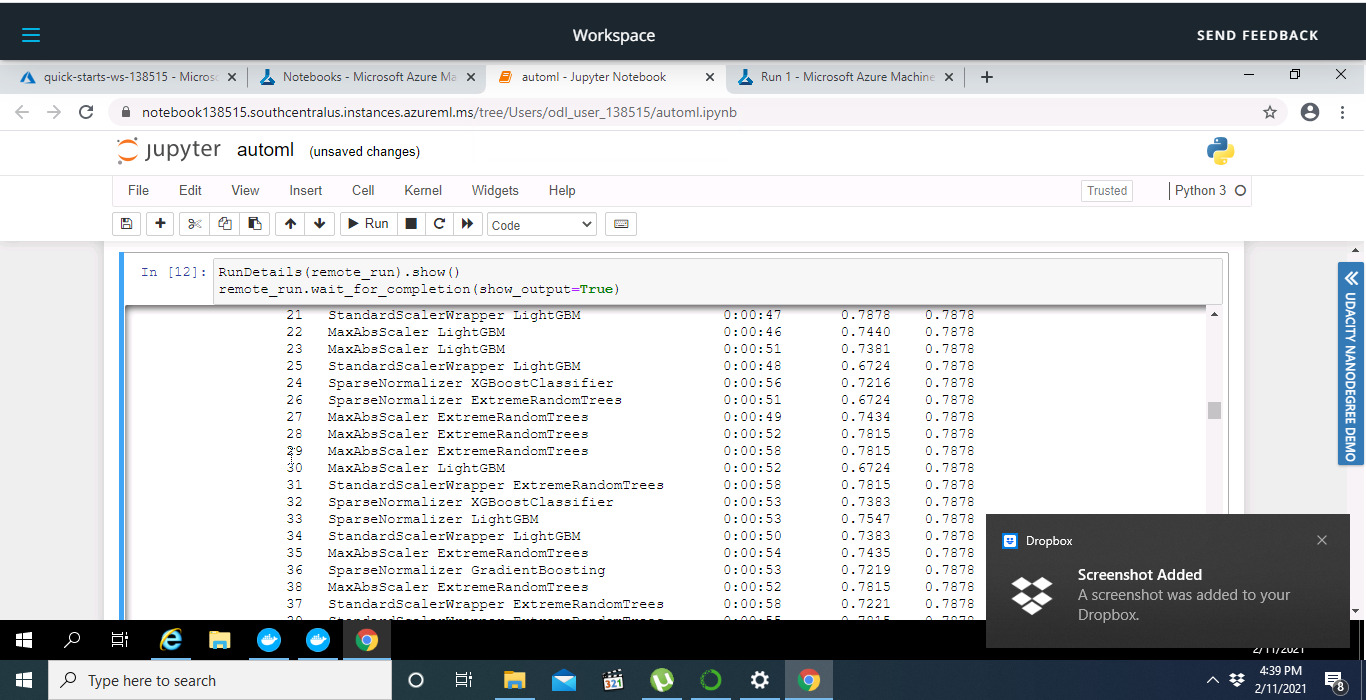 Workspace
SEND FEEDBACK
quick-starts-ws-138515 - Micros
Notebooks - Microsoft Azure Ma
automl - Jupyter Notebook
Run 1 - Microsoft Azure Machine
notebook138515.southcentralus.instances.azureml.ms/tree/Users/odl_user_138515/automl.ipynb
jupyter automl (unsaved changes)
File Edit View Insert Cell Kernel Widgets Help
Trusted
Python 3
Run
Code
In [12]: RunDetails(remote_run).show()
remote_run.wait_for_completion(show_output=True)
21 StandardScalerWrapper LightGBM 0:00:47 0.7878 0.7878
22 MaxAbsScaler LightGBM 0:00:46 0.7440 0.7878
23 MaxAbsScaler LightGBM 0:00:51 0.7381 0.7878
25 StandardScalerWrapper LightGBM 0:00:48 0.6724 0.7878
24 SparseNormalizer XGBoostClassifier 0:00:56 0.7216 0.7878
26 SparseNormalizer ExtremeRandomTrees 0:00:51 0.6724 0.7878
27 MaxAbsScaler ExtremeRandomTrees 0:00:49 0.7434 0.7878
28 MaxAbsScaler ExtremeRandomTrees 0:00:52 0.7815 0.7878
29 MaxAbsScaler ExtremeRandomTrees 0:00:58 0.7815 0.7878
30 MaxAbsScaler LightGBM 0:00:52 0.6724 0.7878
31 StandardScalerWrapper ExtremeRandomTrees 0:00:58 0.7815 0.7878
32 SparseNormalizer XGBoostClassifier 0:00:53 0.7383 0.7878
33 SparseNormalizer LightGBM 0:00:53 0.7547 0.7878
34 StandardScalerWrapper LightGBM 0:00:50 0.7383 0.7878
35 MaxAbsScaler ExtremeRandomTrees 0:00:54 0.7435 0.7878
36 SparseNormalizer GradientBoosting 0:00:53 0.7219 0.7878
38 MaxAbsScaler ExtremeRandomTrees 0:00:52 0.7815 0.7878
37 StandardScalerWrapper ExtremeRandomTrees 0:00:58 0.7221 0.7878
UDACITY NANODEGREE DEMO
Dropbox
Screenshot Added
A screenshot was added to your
Dropbox.
2/11/2021
Type here to search
321
4:39 PM
2/11/2021
8